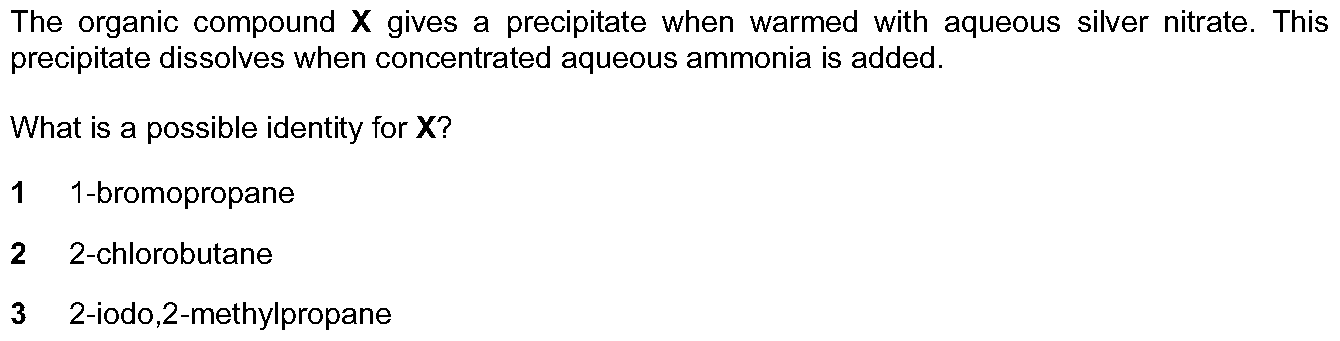 The organic compound X gives a precipitate when warmed with aqueous silver nitrate. This
precipitate dissolves when concentrated aqueous ammonia is added.
What is a possible identity for X?
1 1-bromopropane
2 2-chlorobutane
3 2-iodo,2-methylpropane